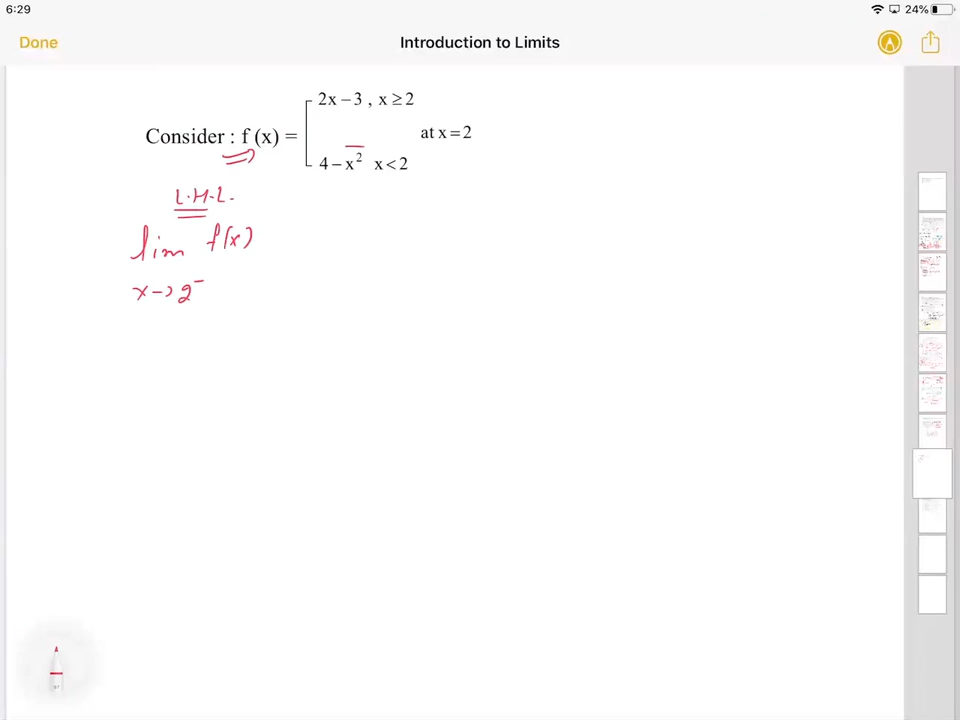 6:29
24%
Done
Introduction to Limits
2x – 3 , x ≥ 2
Consider : f (x) =
at x = 2
4 – x² x < 2
L.H.L.
lim f(x)
x→2⁻